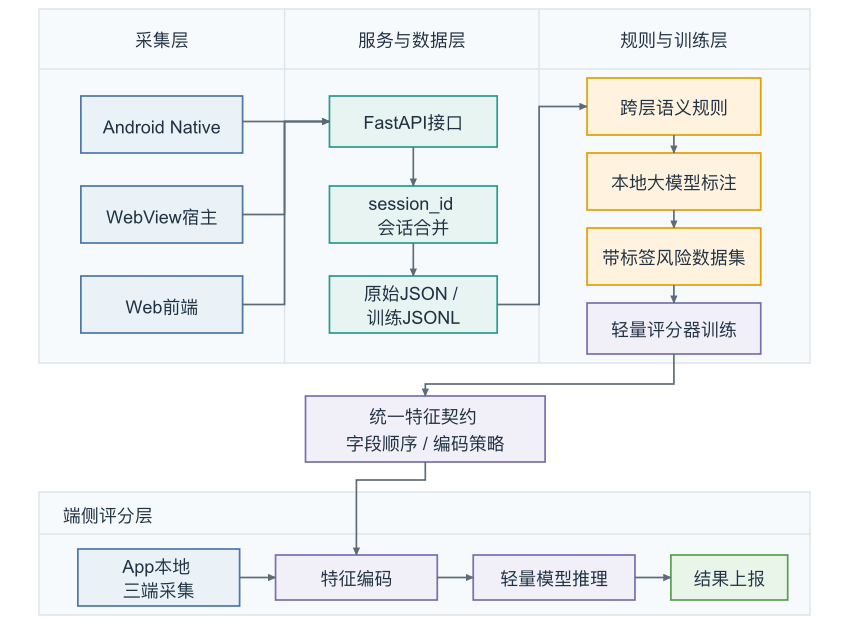 采集层
服务与数据层
规则与训练层
Android Native
WebView宿主
Web前端
FastAPI接口
session_id
会话合并
原始JSON /
训练JSONL
跨层语义规则
本地大模型标注
带标签风险数据集
轻量评分器训练
统一特征契约
字段顺序 / 编码策略
端侧评分层
App本地
三端采集
特征编码
轻量模型推理
结果上报